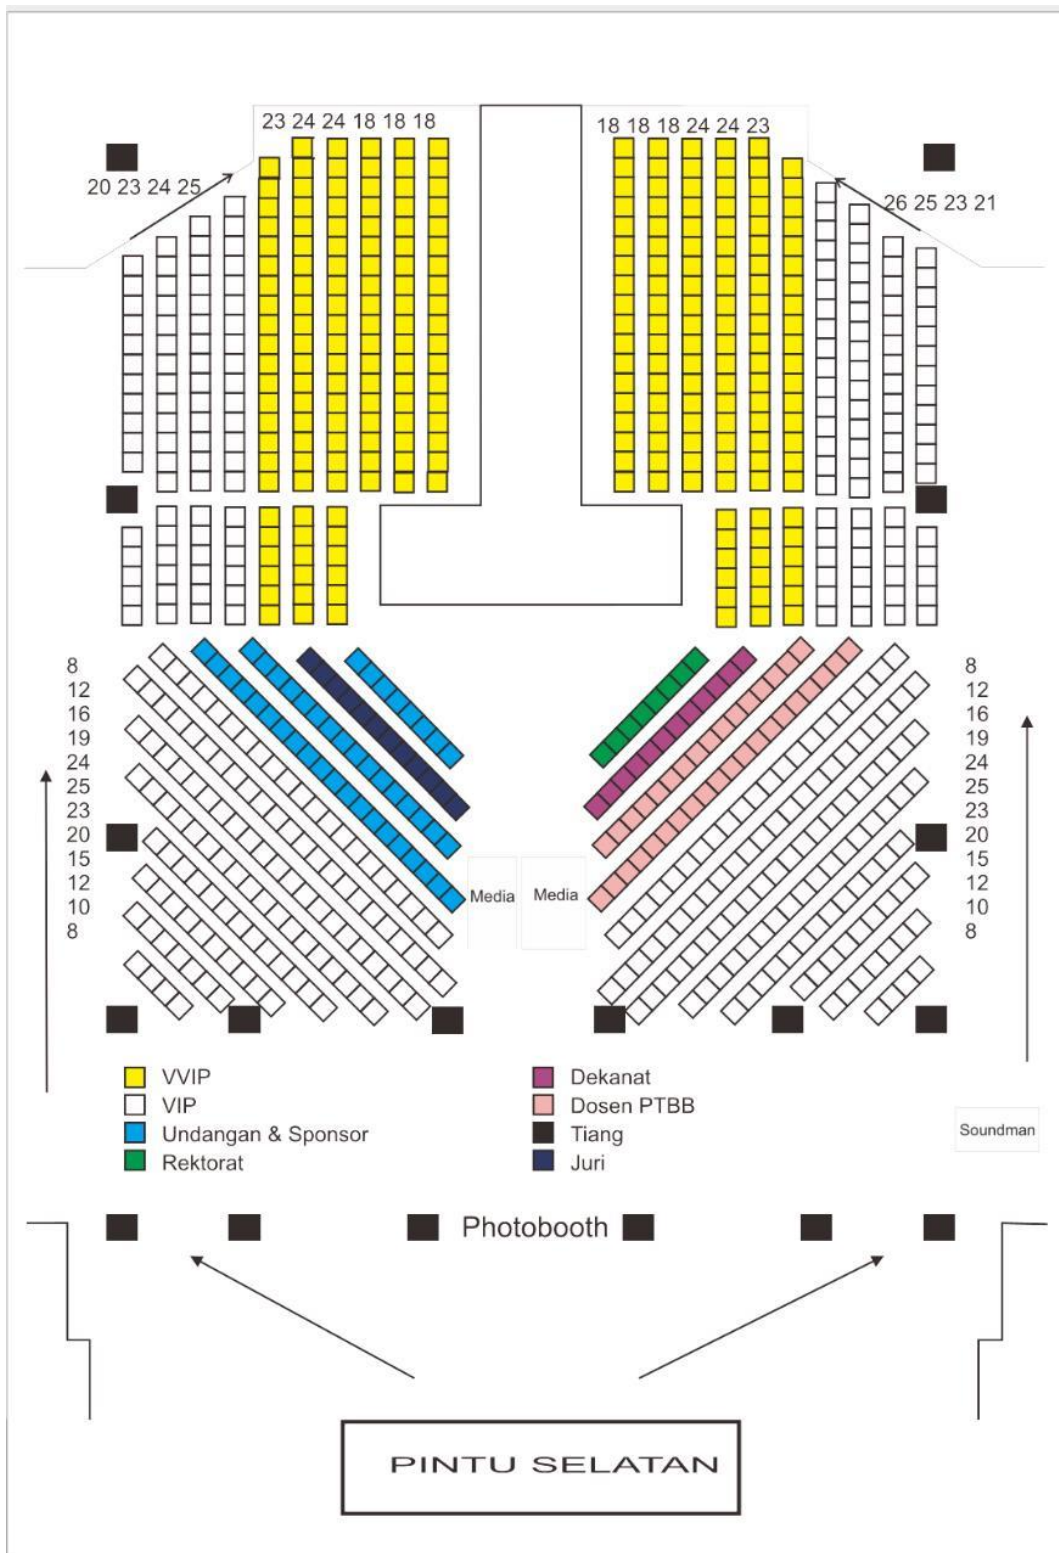 23 24 24 18 18 18
18 18 18 24 24 23
20 23 24 25
26 25 23 21
8
12
16
19
24
25
23
20
15
12
10
8
8
12
16
19
24
25
23
20
15
12
10
8
Media
Media
VVIP
VIP
Undangan & Sponsor
Rektorat
Dekanat
Dosen PTBB
Tiang
Juri
Soundman
Photobooth
PINTU SELATAN